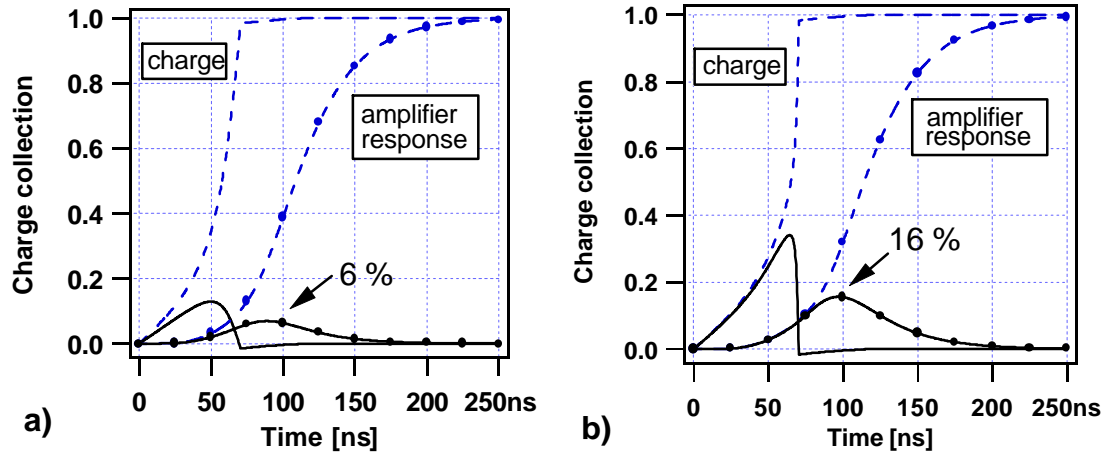 1.0
0.8
0.6
0.4
0.2
0.0
Charge collection
charge
amplifier
response
6 %
0
50
100
150
200
250ns
Time [ns]
a)
1.0
0.8
0.6
0.4
0.2
0.0
Charge collection
charge
amplifier
response
16 %
0
50
100
150
200
250ns
Time [ns]
b)